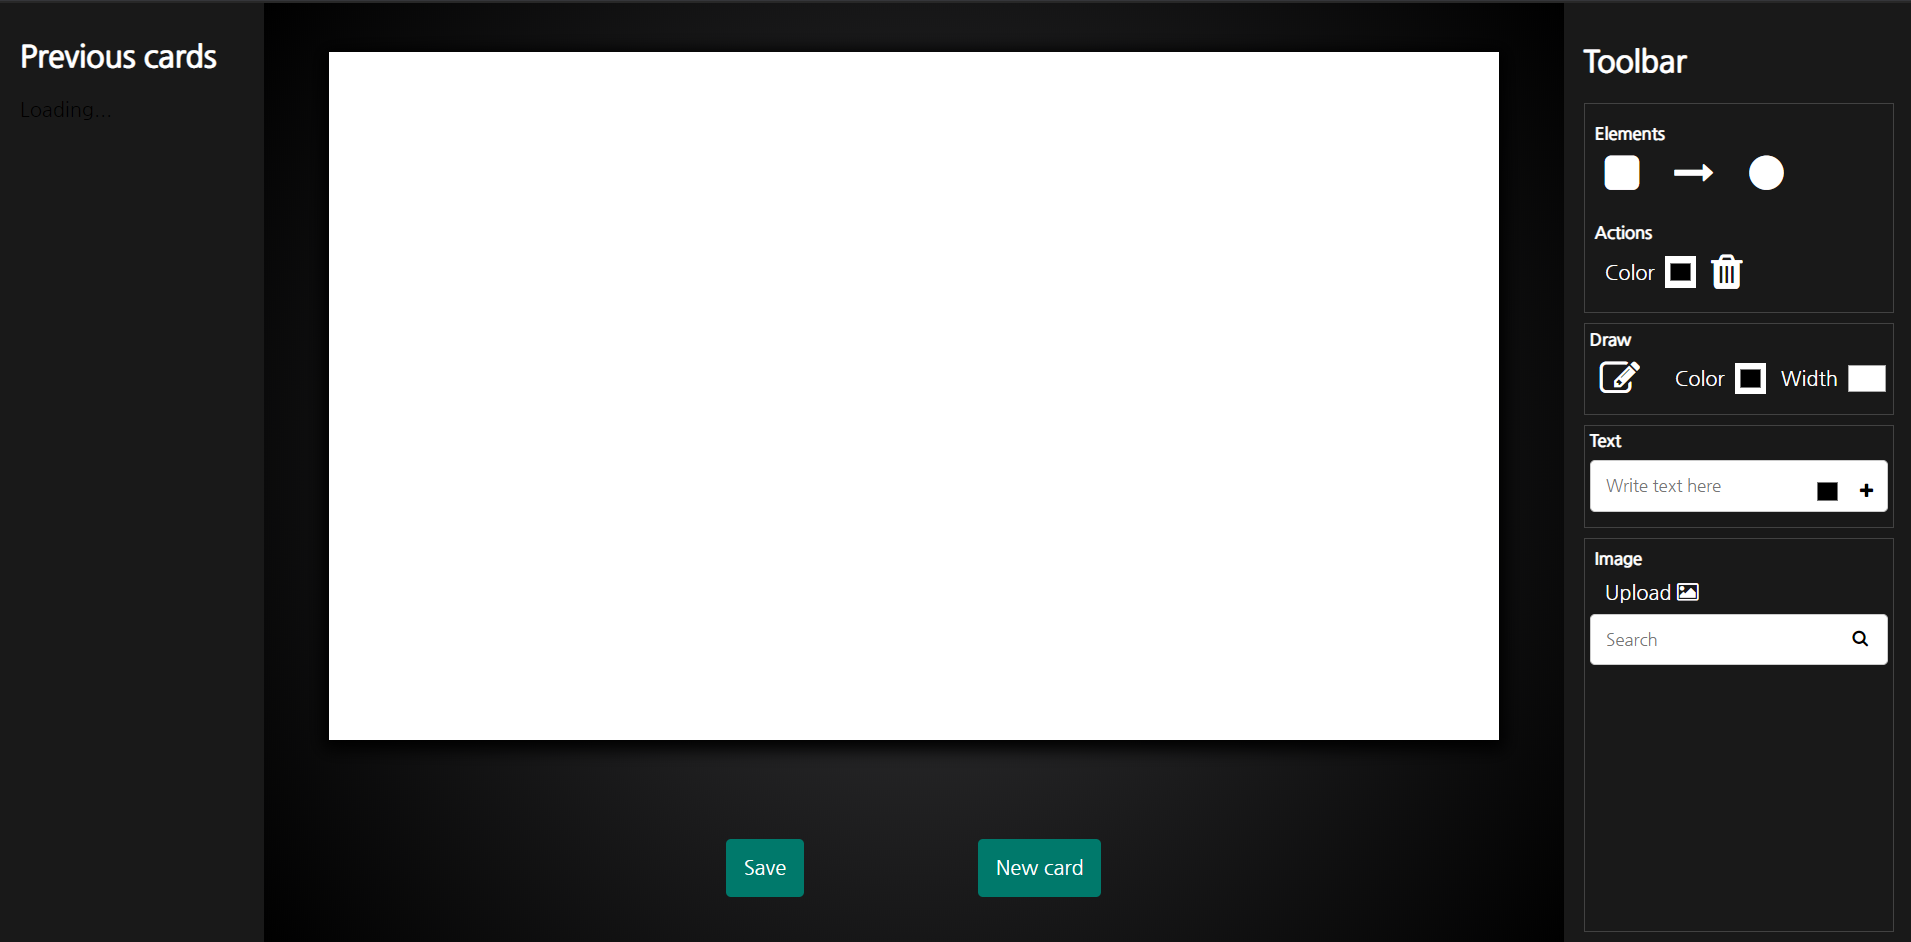 Previous cards
Loading...
Save
New card
Toolbar
Elements
Actions
Color
Draw
Color Width
Text
Write text here
Image
Upload
Search